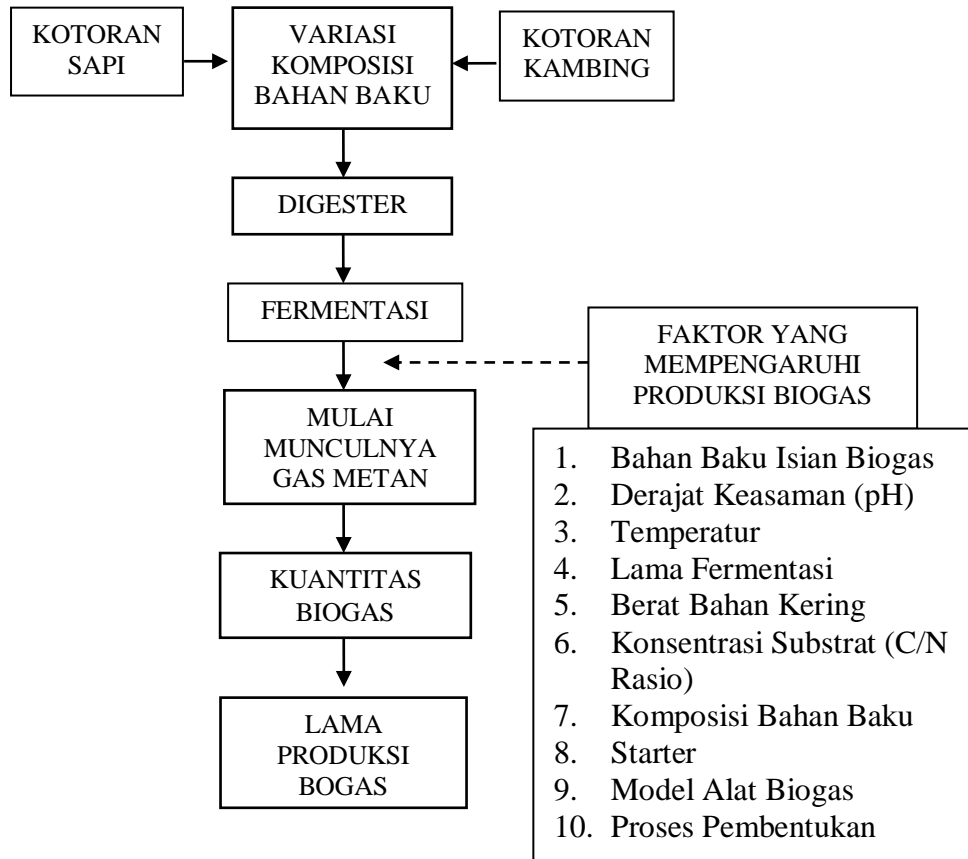 KOTORAN
SAPI
VARIASI
KOMPOSISI
BAHAN BAKU
KOTORAN
KAMBING
DIGESTER
FERMENTASI
FAKTOR YANG
MEMPENGARUHI
PRODUKSI BIOGAS
MULAI
MUNCULNYA
GAS METAN
KUANTITAS
BIOGAS
LAMA
PRODUKSI
BOGAS
1. Bahan Baku Isian Biogas
2. Derajat Keasaman (pH)
3. Temperatur
4. Lama Fermentasi
5. Berat Bahan Kering
6. Konsentrasi Substrat (C/N
Rasio)
7. Komposisi Bahan Baku
8. Starter
9. Model Alat Biogas
10. Proses Pembentukan